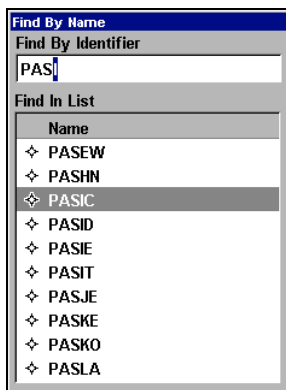 Find By Name
Find By Identifier
PASI
Find In List
Name
PASEW
PASHN
PASIC
PASID
PASIE
PASIT
PASJE
PASKE
PASKO
PASLA